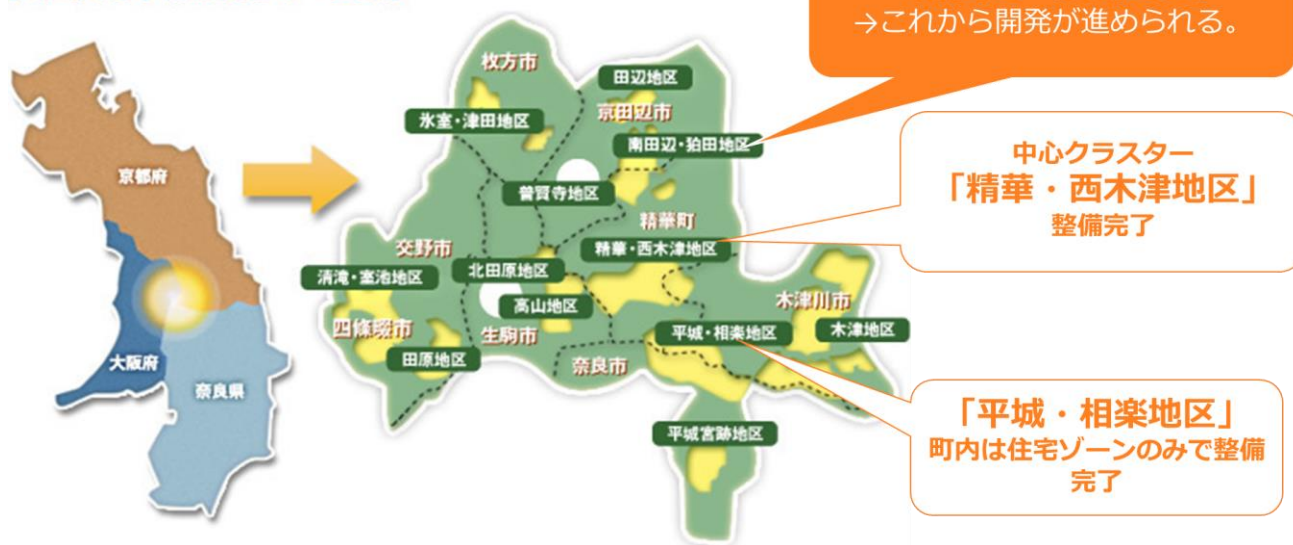 →これから開発が進められる。
枚方市
田辺地区
京田辺市
氷室・津田地区
南田辺・狛田地区
中心クラスター
「精華・西木津地区」
整備完了
京都府
普賢寺地区
精華町
交野市
精華・西木津地区
清滝・室池地区
北田原地区
高山地区
木津川市
四條畷市
生駒市
平城・相楽地区
木津地区
大阪府
田原地区
奈良市
奈良県
「平城・相楽地区」
町内は住宅ゾーンのみで整備
完了
平城宮跡地区